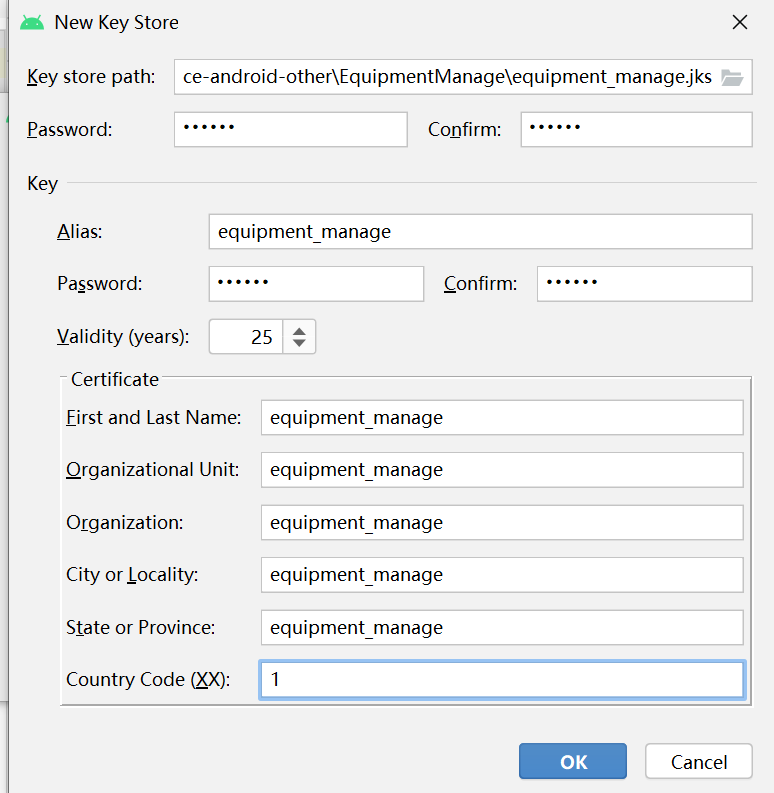 New Key Store
Key store path: ce-android-other\EquipmentManage\equipment_manage.jks
Password: •••••• Confirm: ••••••
Key
Alias: equipment_manage
Password: •••••• Confirm: ••••••
Validity (years): 25
Certificate
First and Last Name: equipment_manage
Organizational Unit: equipment_manage
Organization: equipment_manage
City or Locality: equipment_manage
State or Province: equipment_manage
Country Code (XX): 1
OK Cancel